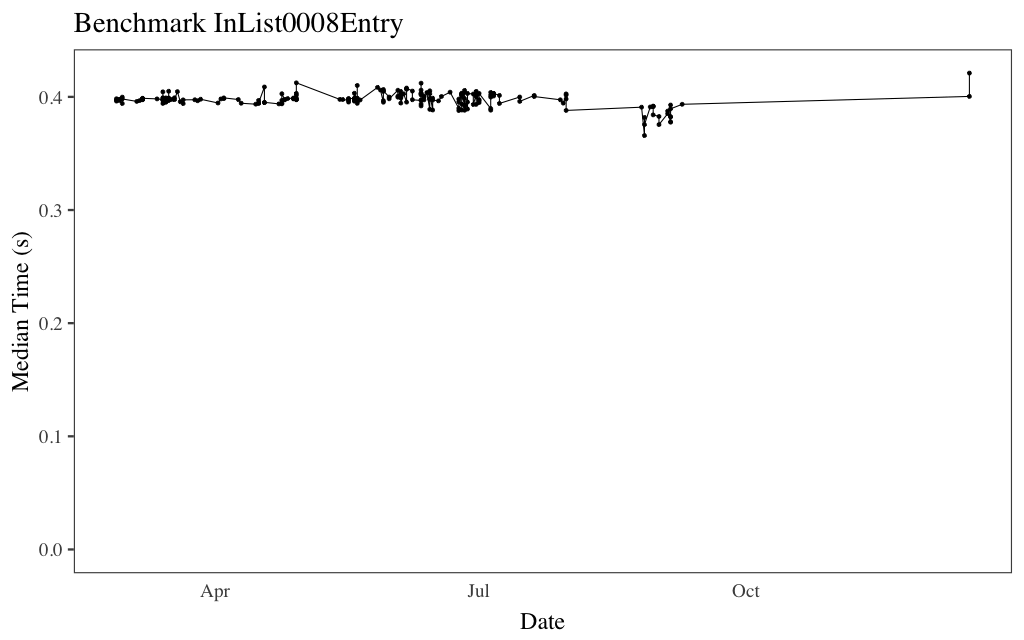 Benchmark InList0008Entry
Median Time (s)
0.4
0.3
0.2
0.1
0.0
Apr
Jul
Oct
Date